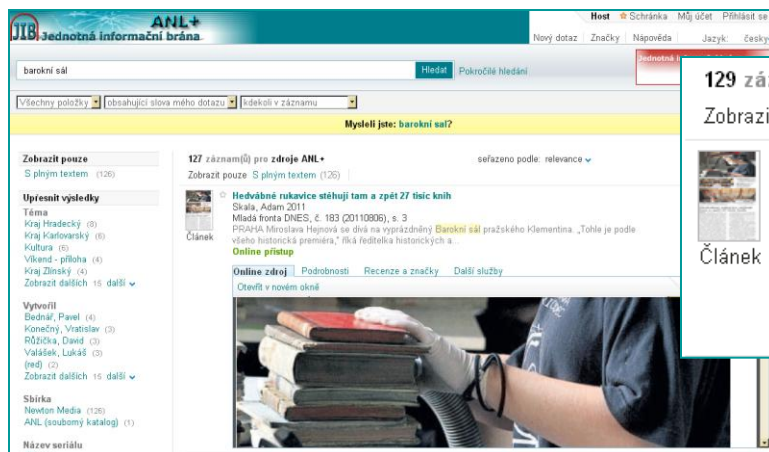 JIB Jednotná informační brána
ANL+
Host Schránka Můj účet Přihlásit se
Nový dotaz Značky Nápověda Jazyk: česky
barokní sál
Hledat
Pokročilé hledání
Jednotná
Všechny položky obsahující slova mého dotazu kdekoli v záznamu
Mysleli jste: barokni sal?
Zobrazit pouze
S plným textem (126)
Upřesnit výsledky
Téma
Kraj Hradecký (8)
Kraj Karlovarský (6)
Kultura (6)
Víkend - příloha (4)
Kraj Zlínský (4)
Zobrazit dalších 15 další
Vytvořil
Bednář, Pavel (4)
Konečný, Vratislav (3)
Růžička, David (3)
Valášek, Lukáš (3)
(red) (2)
Zobrazit dalších 15 další
Sbírka
Newton Media (126)
ANL (souborný katalog) (1)
Název seriálu
127 záznam(ů) pro zdroje ANL+
seřazeno podle: relevance
Zobrazit pouze S plným textem (126)
Článek
Hedvábné rukavice stěhují tam a zpět 27 tisíc knih
Skala, Adam 2011
Mladá fronta DNES, č. 183 (20110806), s. 3
PRAHA Miroslava Hejnová se dívá na vyprázdněný Barokní sál pražského Klementina. „Tohle je podle
všeho historická premiéra," říká ředitelka historických a...
Online přístup
Online zdroj Podrobnosti Recenze a značky Další služby
Otevřít v novém okně
129 zá
Zobrazi
Článek